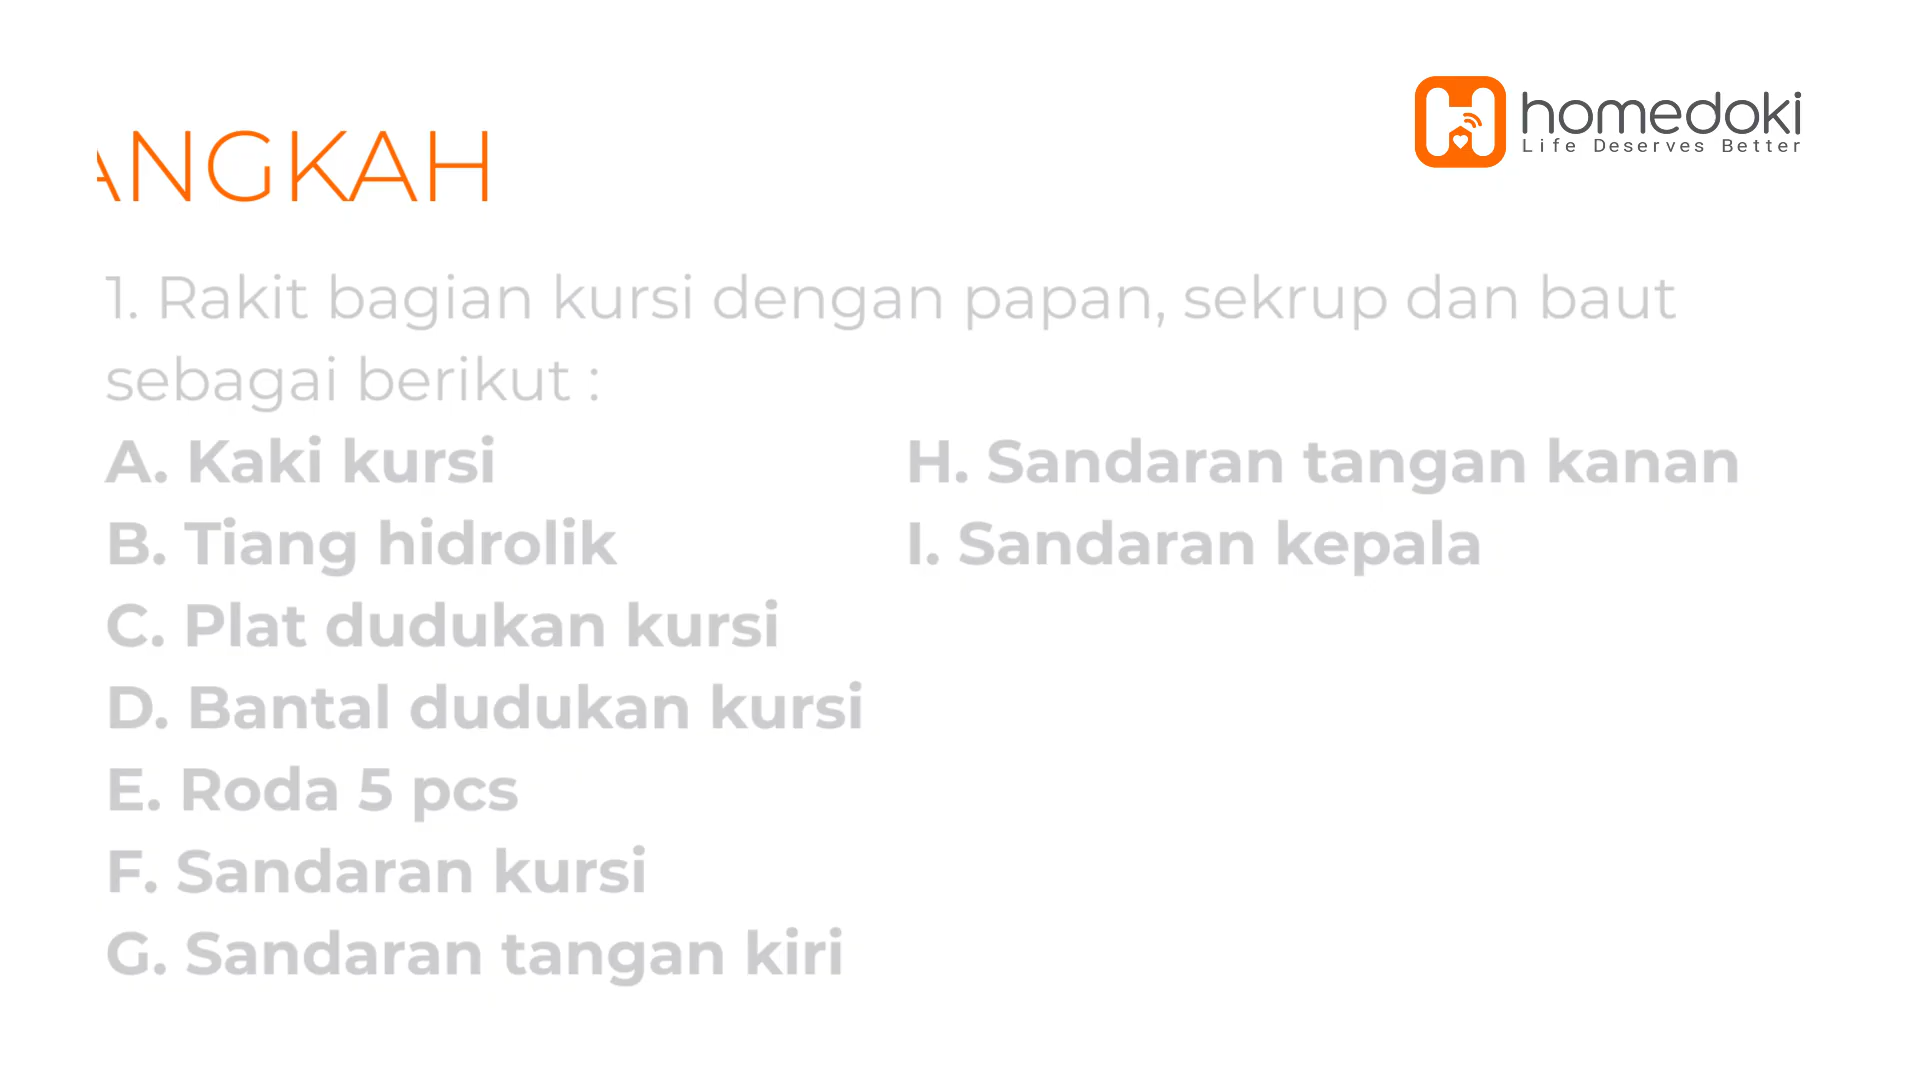 ANGKAH
homedoki
Life Deserves Better
1. Rakit bagian kursi dengan papan, sekrup dan baut
sebagai berikut :
A. Kaki kursi
B. Tiang hidrolik
C. Plat dudukan kursi
D. Bantal dudukan kursi
E. Roda 5 pcs
F. Sandaran kursi
G. Sandaran tangan kiri
H. Sandaran tangan kanan
I. Sandaran kepala